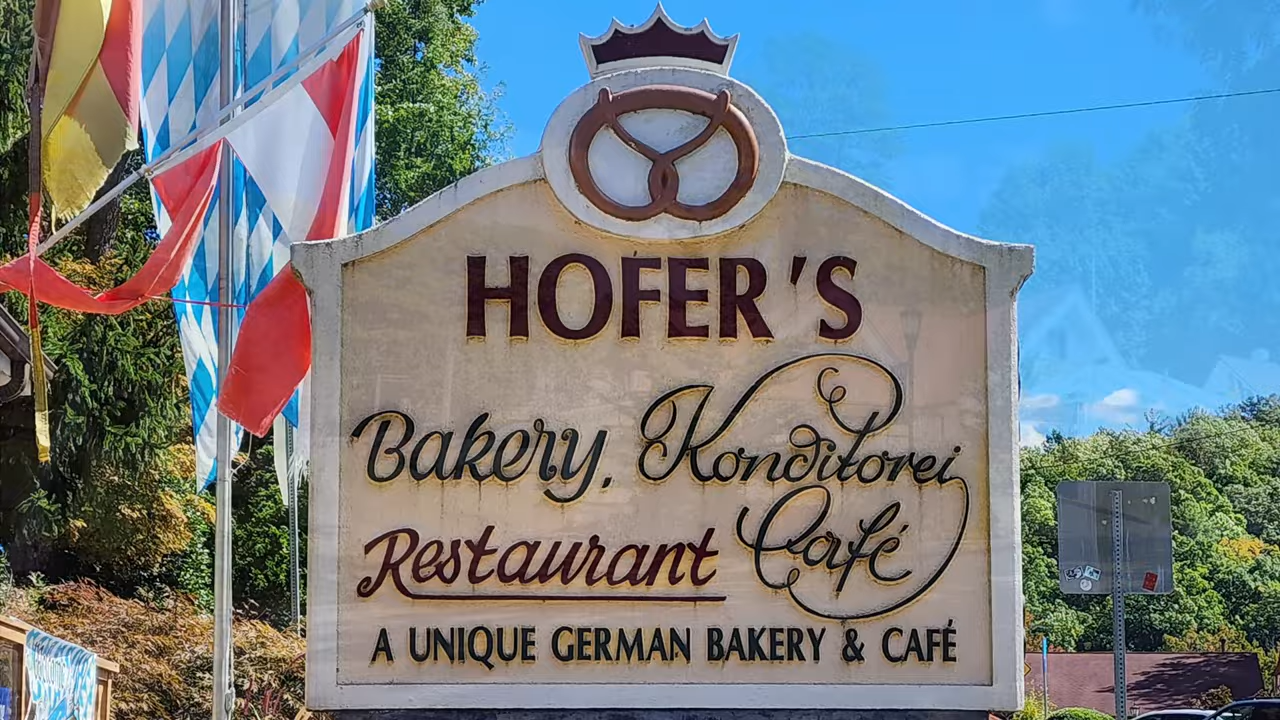 HOFER'S
Bakery, Konditorei
Restaurant Café
A UNIQUE GERMAN BAKERY & CAFÉ